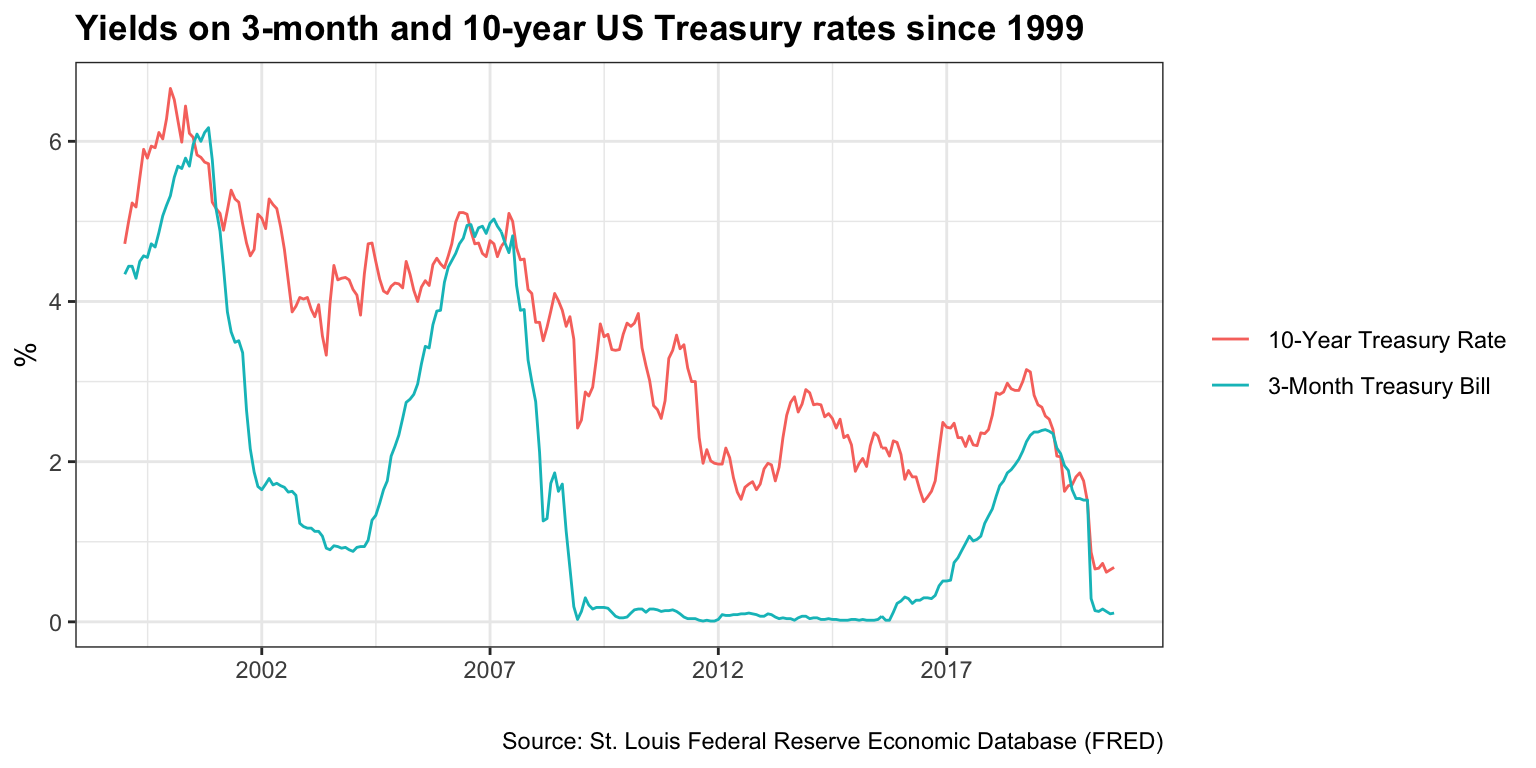 Yields on 3-month and 10-year US Treasury rates since 1999
6
4
2
0
%
2002
2007
2012
2017
10-Year Treasury Rate
3-Month Treasury Bill
Source: St. Louis Federal Reserve Economic Database (FRED)